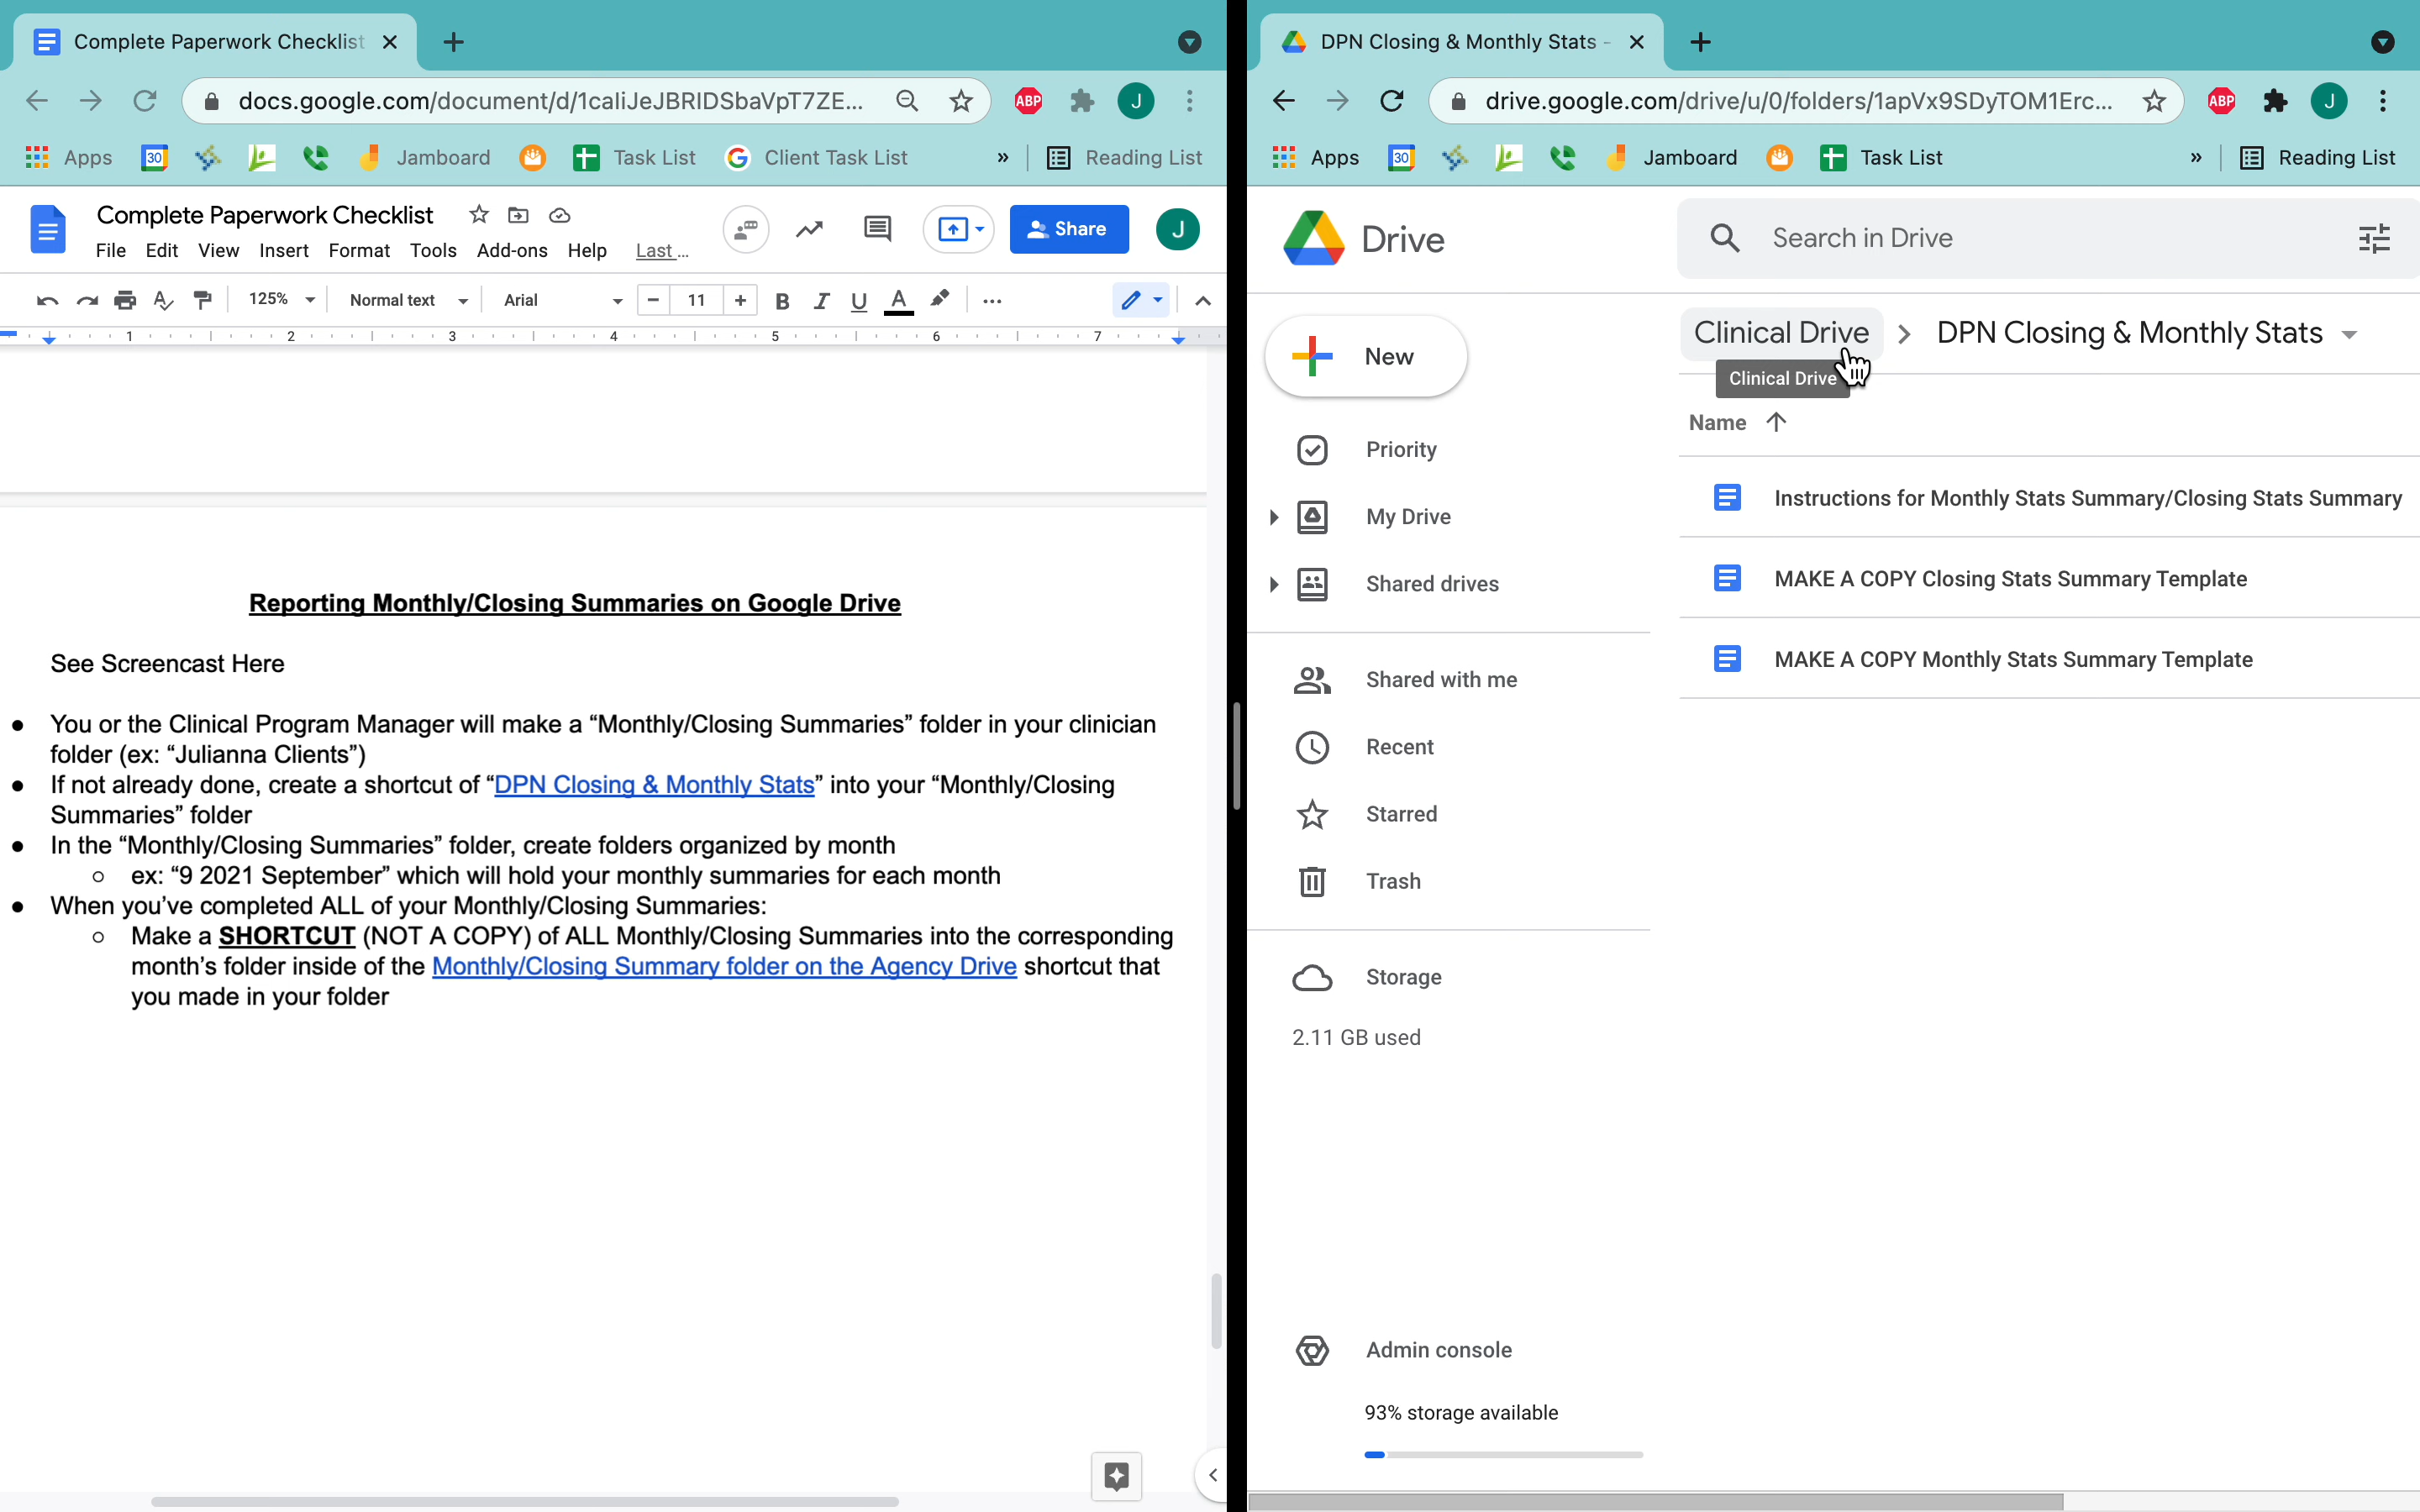 Complete Paperwork Checklist
docs.google.com/document/d/1caliJeJBRIDSbaVpT7ZE...
ABP
J
Apps
30
Jamboard
Task List
Client Task List
»
Reading List
Complete Paperwork Checklist
File Edit View Insert Format Tools Add-ons Help Last ...
Share
J
125%
Normal text
Arial
11
B I U A
1 2 3 4 5 6 7
Reporting Monthly/Closing Summaries on Google Drive
See Screencast Here
● You or the Clinical Program Manager will make a “Monthly/Closing Summaries” folder in your clinician
folder (ex: “Julianna Clients”)
● If not already done, create a shortcut of “DPN Closing & Monthly Stats” into your “Monthly/Closing
Summaries” folder
● In the “Monthly/Closing Summaries” folder, create folders organized by month
○ ex: “9 2021 September” which will hold your monthly summaries for each month
● When you’ve completed ALL of your Monthly/Closing Summaries:
○ Make a SHORTCUT (NOT A COPY) of ALL Monthly/Closing Summaries into the corresponding
month’s folder inside of the Monthly/Closing Summary folder on the Agency Drive shortcut that
you made in your folder
DPN Closing & Monthly Stats -
drive.google.com/drive/u/0/folders/1apVx9SDyTOM1Erc...
ABP
J
Apps
30
Jamboard
Task List
»
Reading List
Drive
Search in Drive
New
Priority
My Drive
Shared drives
Shared with me
Recent
Starred
Trash
Storage
2.11 GB used
Admin console
93% storage available
Clinical Drive > DPN Closing & Monthly Stats
Clinical Drive
Name
Instructions for Monthly Stats Summary/Closing Stats Summary
MAKE A COPY Closing Stats Summary Template
MAKE A COPY Monthly Stats Summary Template